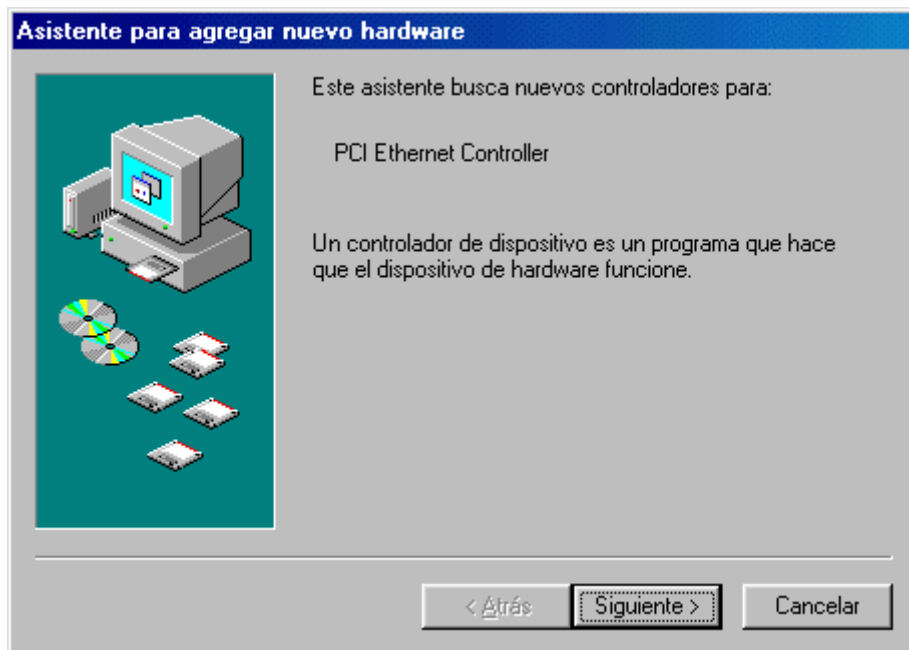 Asistente para agregar nuevo hardware
Este asistente busca nuevos controladores para:
PCI Ethernet Controller
Un controlador de dispositivo es un programa que hace
que el dispositivo de hardware funcione.
< Atrás
Siguiente >
Cancelar